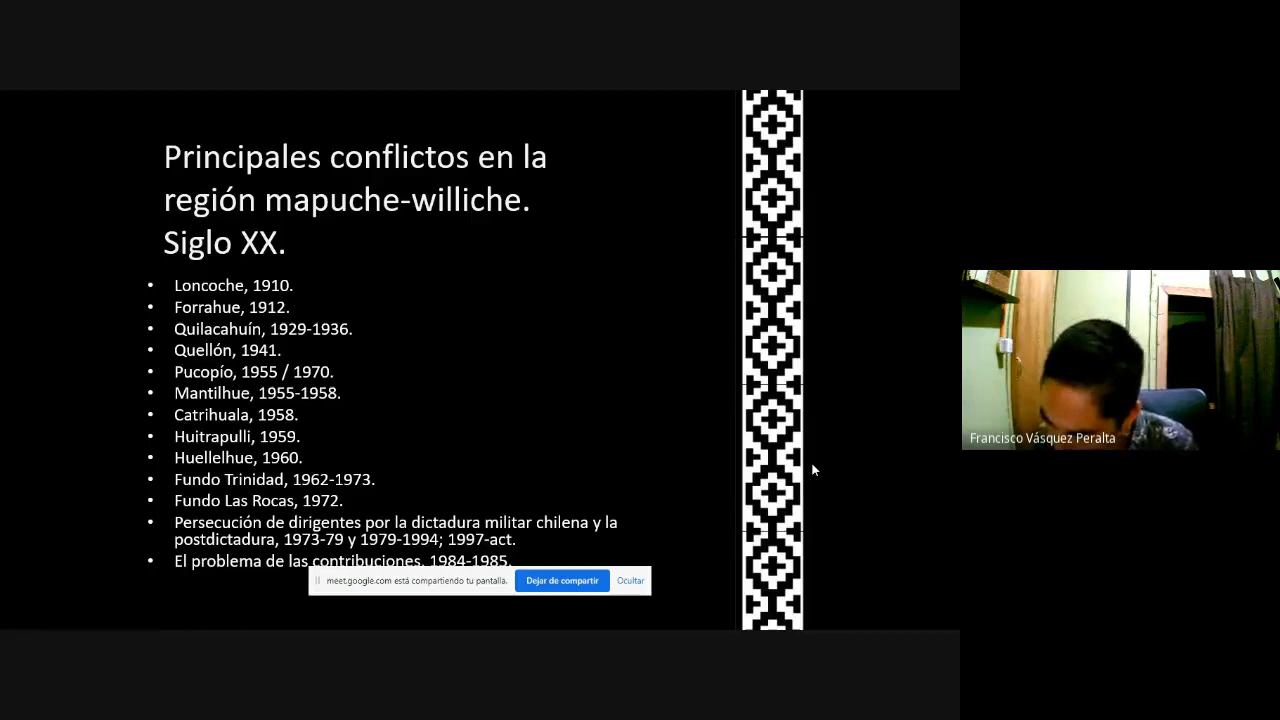 Principales conflictos en la
región mapuche-williche.
Siglo XX.
• Loncoche, 1910.
• Forrahue, 1912.
• Quilacahuín, 1929-1936.
• Quellón, 1941.
• Pucopío, 1955 / 1970.
• Mantilhue, 1955-1958.
• Catrihuala, 1958.
• Huitrapulli, 1959.
• Huellelhue, 1960.
• Fundo Trinidad, 1962-1973.
• Fundo Las Rocas, 1972.
• Persecución de dirigentes por la dictadura militar chilena y la
postdictadura, 1973-79 y 1979-1994; 1997-act.
• El problema de las contribuciones, 1984-1985.
meet.google.com está compartiendo tu pantalla. Dejar de compartir Ocultar
Francisco Vásquez Peralta